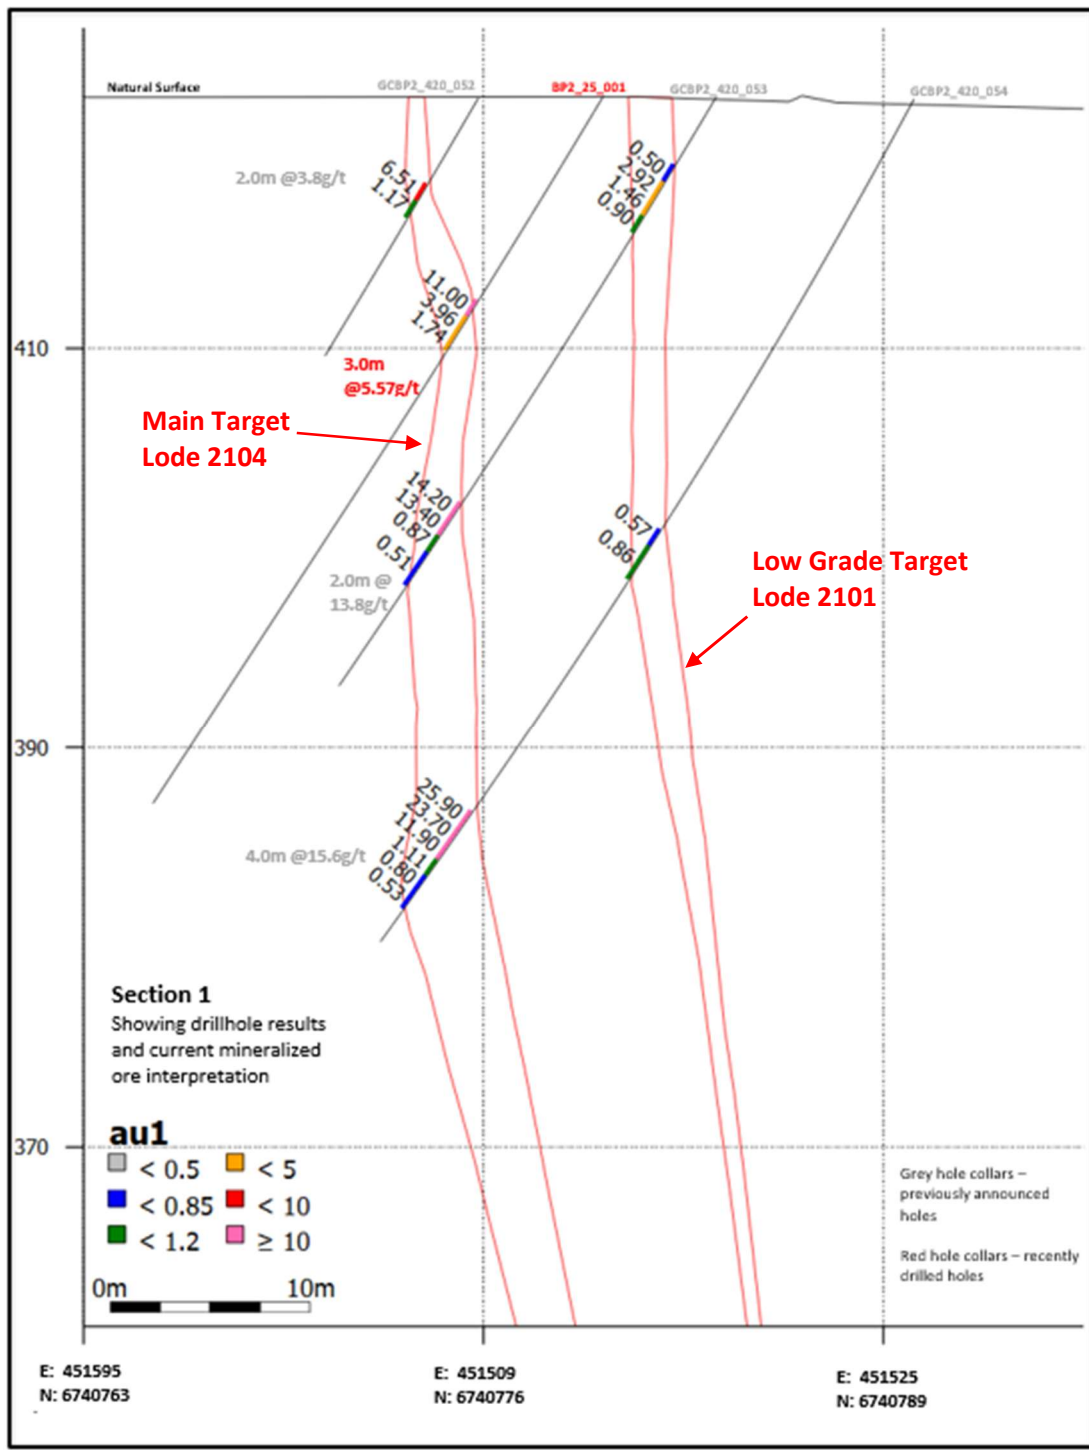 Natural Surface
GCBP2_420_052
BP2_25_001
GCBP2_420_053
GCBP2_420_054
2.0m @3.8g/t
6.51
1.17
0.50
2.92
1.46
0.90
11.00
3.96
1.74
410
3.0m
@5.57g/t
Main Target
Lode 2104
14.20
13.40
0.87
0.51
2.0m @
13.8g/t
0.57
0.86
Low Grade Target
Lode 2101
390
25.90
23.70
11.90
1.11
0.80
0.53
4.0m @15.6g/t
Section 1
Showing drillhole results
and current mineralized
ore interpretation
au1
< 0.5
< 5
< 0.85
< 10
< 1.2
≥ 10
370
Grey hole collars –
previously announced
holes
Red hole collars – recently
drilled holes
0m 10m
E: 451595
N: 6740763
E: 451509
N: 6740776
E: 451525
N: 6740789